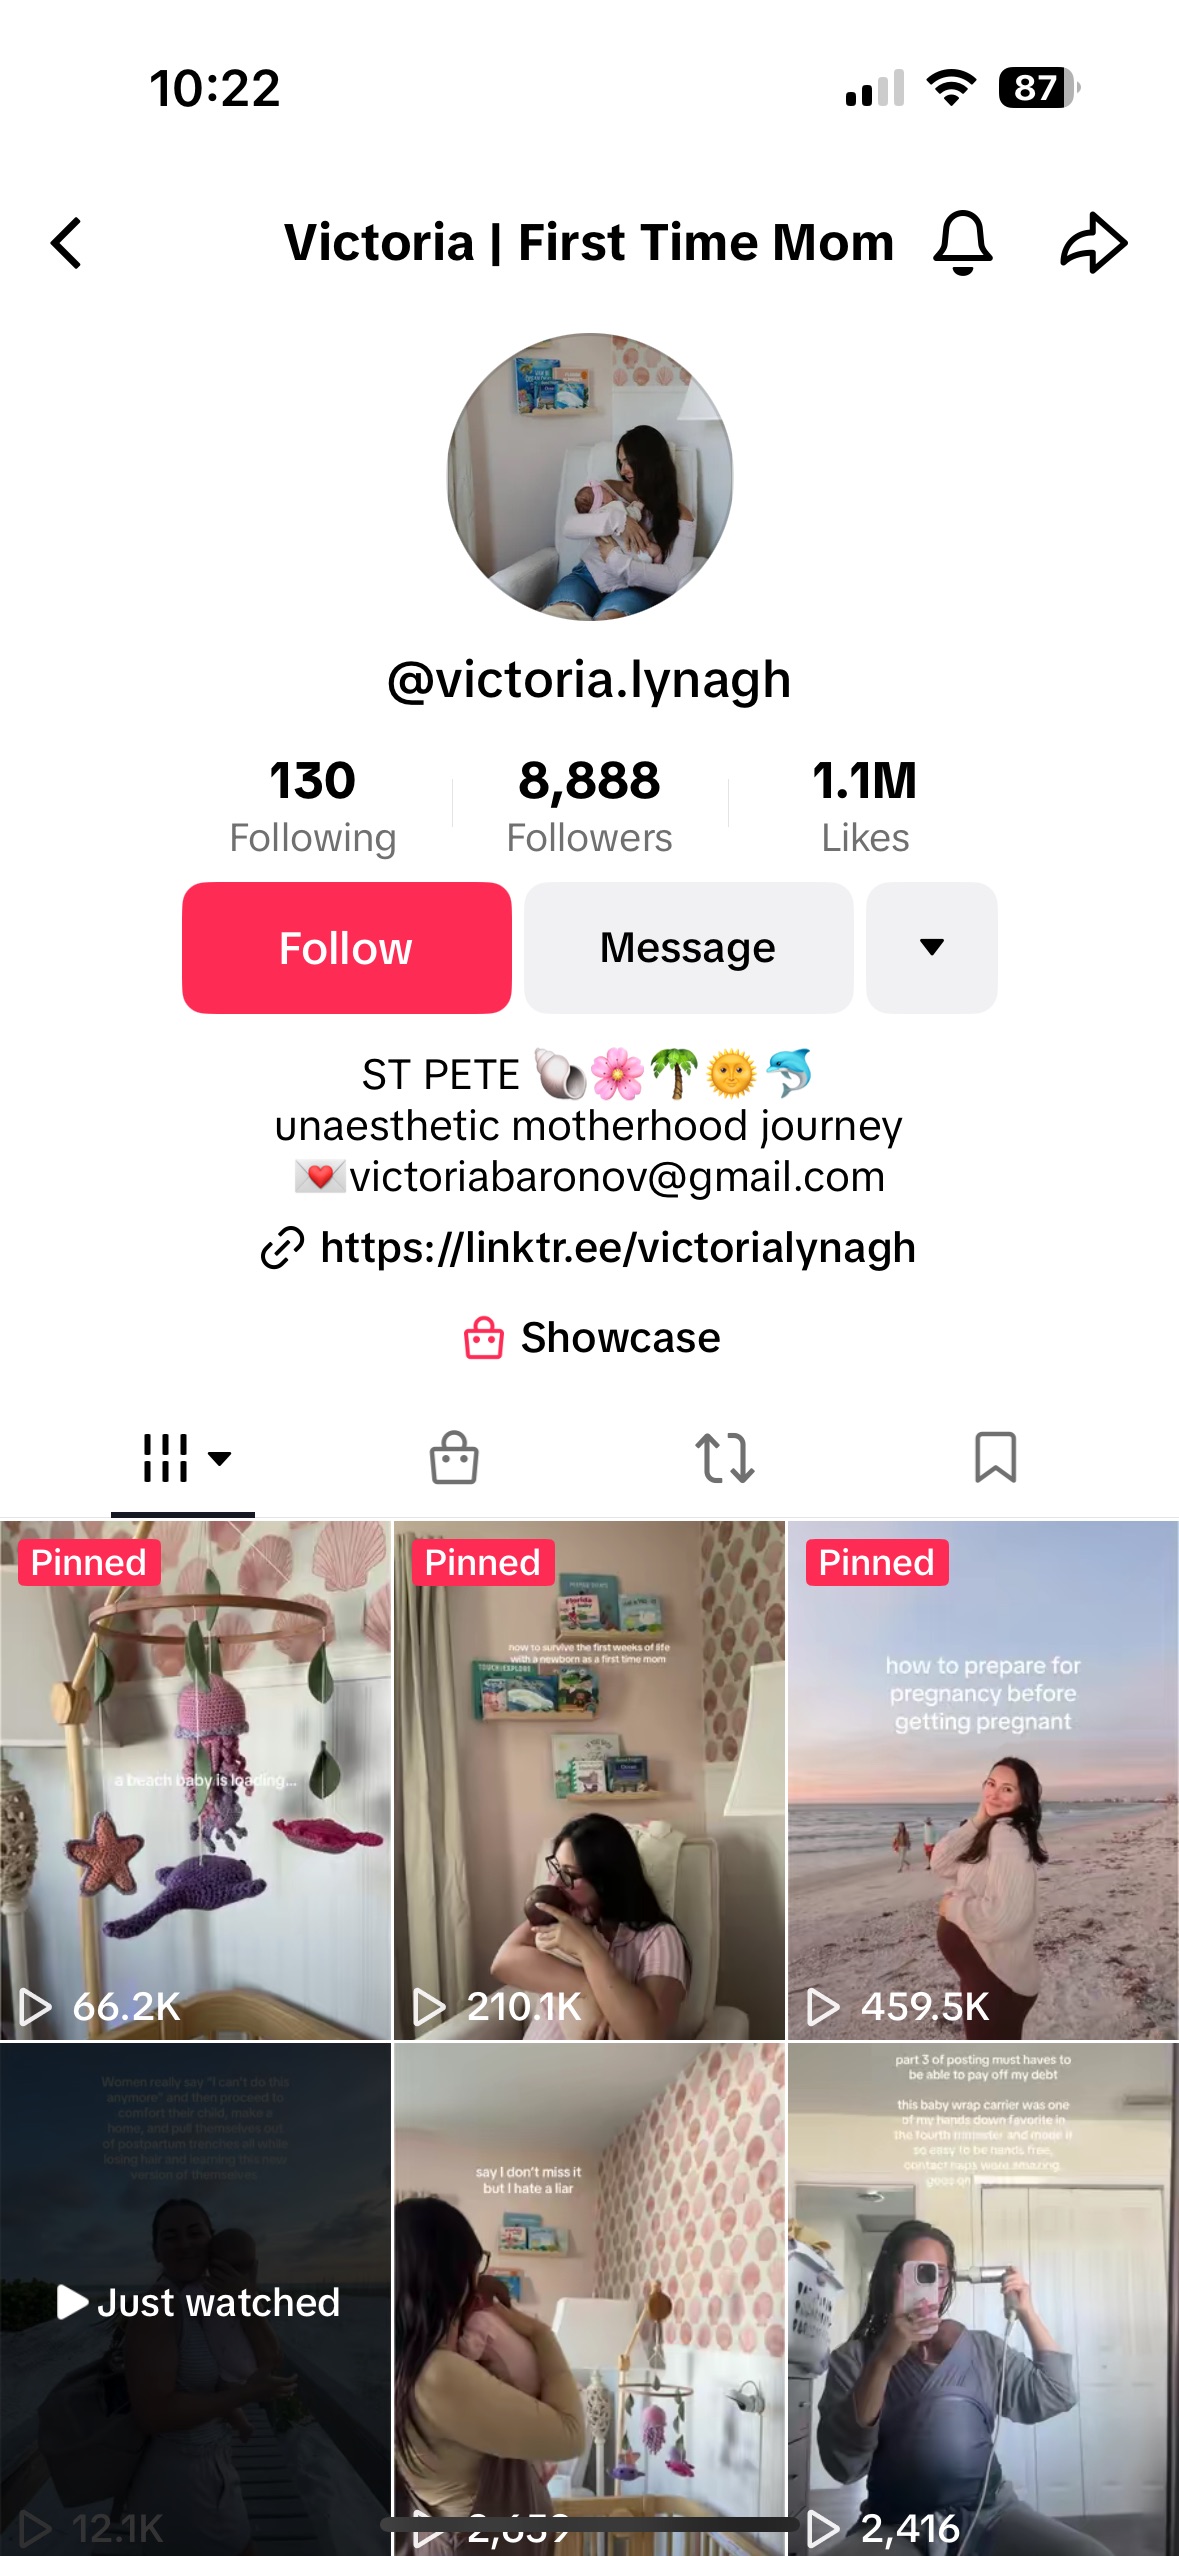 10:22
87
Victoria | First Time Mom
@victoria.lynagh
130
Following
8,888
Followers
1.1M
Likes
Follow
Message
ST PETE 🐚🌸🌴🌞🐬
unaesthetic motherhood journey
💌victoriabaronov@gmail.com
https://linktr.ee/victorialynagh
Showcase
Pinned
a beach baby is loading...
66.2K
Pinned
Florida
baby
how to survive the first weeks of life
with a newborn as a first time mom
TOUCH EXPLORE
210.1K
Pinned
how to prepare for
pregnancy before
getting pregnant
459.5K
Women really say "I can't do this
anymore" and then proceed to
comfort their child, make a
home, and pull themselves out
of postpartum trenches all while
losing hair and learning this new
version of themselves
Just watched
12.1K
say I don't miss it
but I hate a liar
2,659
part 3 of posting must haves to
be able to pay off my debt
this baby wrap carrier was one
of my hands down favorite in
the fourth trimester and made it
so easy to be hands free,
contact naps were amazing,
goes on
2,416